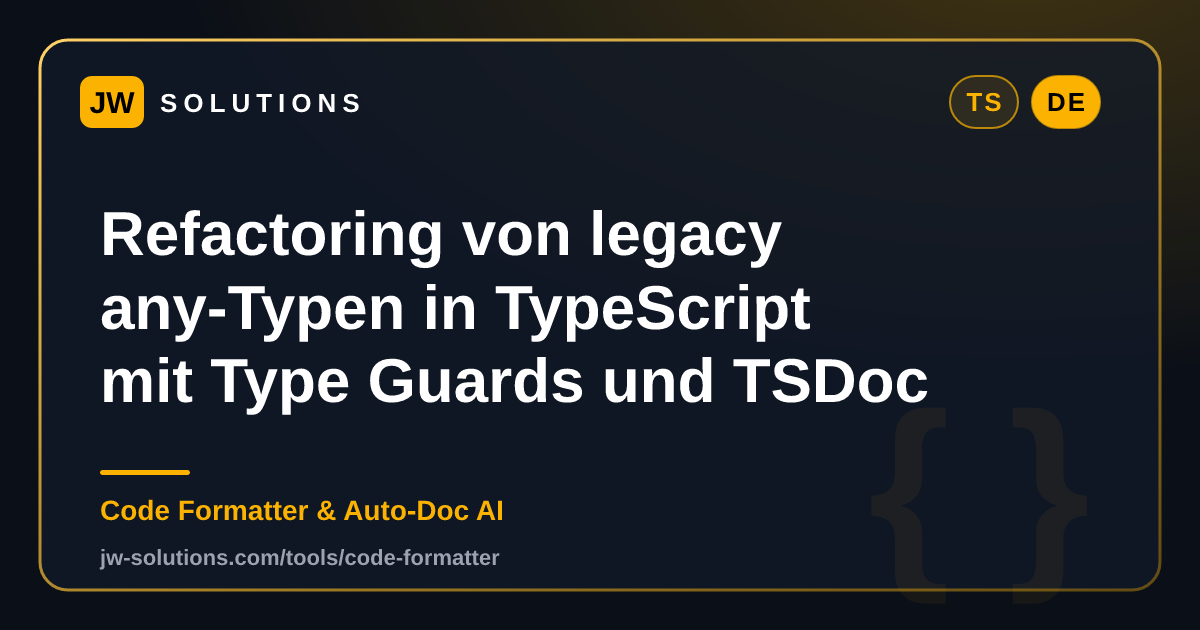 JW SOLUTIONS
TS DE
Refactoring von legacy
any-Typen in TypeScript
mit Type Guards und TSDoc
{ }
Code Formatter & Auto-Doc AI
jw-solutions.com/tools/code-formatter